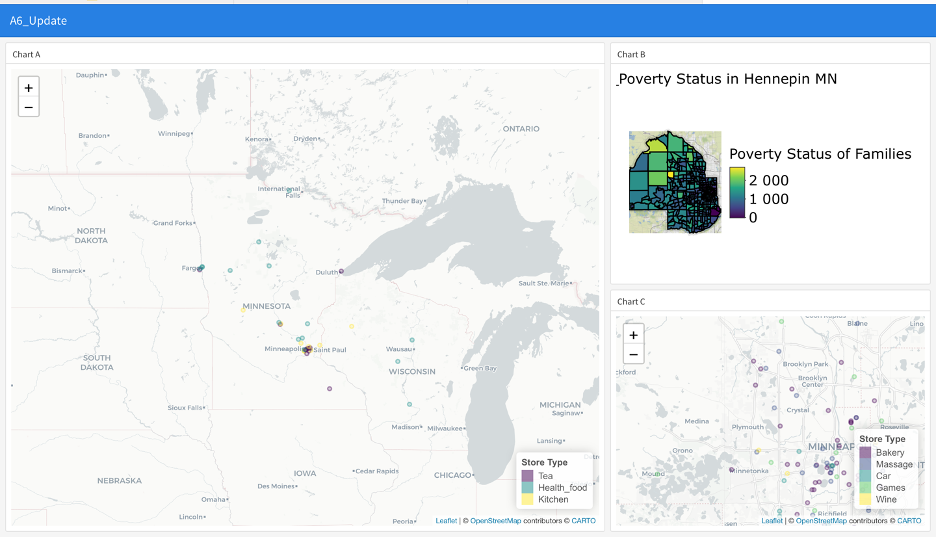 A6_Update
Chart A
+
−
Dauphin
Brandon
Winnipeg
Kenora
Dryden
ONTARIO
International
Falls
Thunder Bay
Minot
Grand Forks
NORTH
DAKOTA
Bismarck
Duluth
Sault Ste. Marie
MINNESOTA
Saint Paul
Wausau
WISCONSIN
Green Bay
SOUTH
DAKOTA
Sioux Falls
MICHIGAN
Saginaw
Madison
Milwaukee
Lansing
NEBRASKA
IOWA
Cedar Rapids
CHICAGO
Des Moines
Omaha
Lincoln
Peoria
Store Type
Tea
Health_food
Kitchen
Leaflet | © OpenStreetMap contributors © CARTO
Chart B
Poverty Status in Hennepin MN
Poverty Status of Families
2 000
1 000
0
Chart C
+
−
Blaine
Lino
ckford
Brooklyn Park
Brooklyn
Center
Crystal
Medina
Plymouth
Roseville
Orono
MINNEAP
Mound
Minnetonka
Richfield
Store Type
Bakery
Massage
Car
Games
Wine
Leaflet | © OpenStreetMap contributors © CARTO